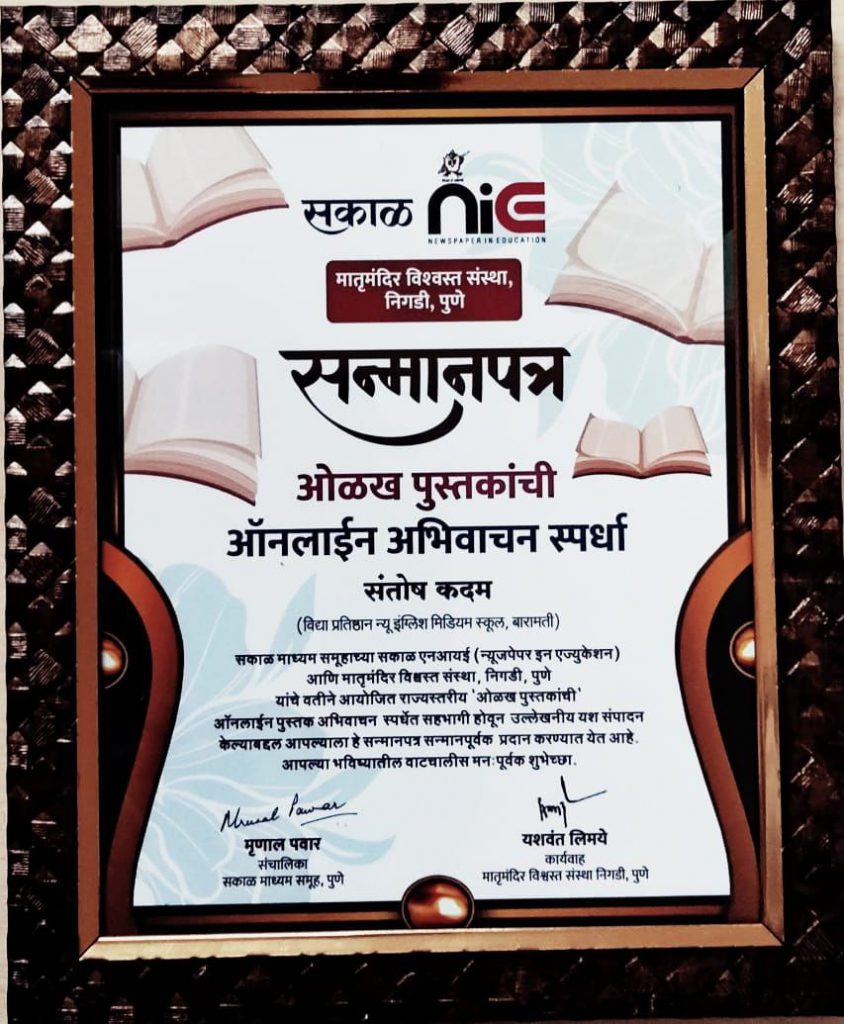 सकाळ NiE
NEWSPAPER IN EDUCATION
मातृमंदिर विश्वस्त संस्था,
निगडी, पुणे
सन्मानपत्र
ओळख पुस्तकांची
ऑनलाईन अभिवाचन स्पर्धा
संतोष कदम
(विद्या प्रतिष्ठान न्यू इंग्लिश मिडियम स्कूल, बारामती)
सकाळ माध्यम समूहाच्या सकाळ एनआयई (न्यूजपेपर इन एज्युकेशन)
आणि मातृमंदिर विश्वस्त संस्था, निगडी, पुणे
यांचे वतीने आयोजित राज्यस्तरीय 'ओळख पुस्तकांची'
ऑनलाईन पुस्तक अभिवाचन स्पर्धेत सहभागी होवून उल्लेखनीय यश संपादन
केल्याबद्दल आपल्याला हे सन्मानपत्र सन्मानपूर्वक प्रदान करण्यात येत आहे.
आपल्या भविष्यातील वाटचालीस मनःपूर्वक शुभेच्छा.
Mrunal Pawar
मृणाल पवार
संचालिका
सकाळ माध्यम समूह, पुणे
यशवंत लिमये
कार्यवाह
मातृमंदिर विश्वस्त संस्था निगडी, पुणे